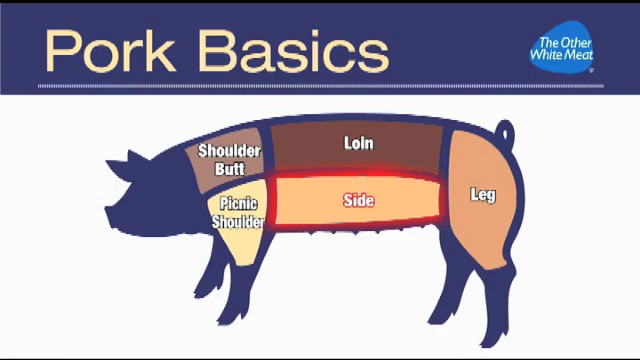 Pork Basics
The Other
White Meat
®
Shoulder
Butt
Loin
Picnic
Shoulder
Side
Leg